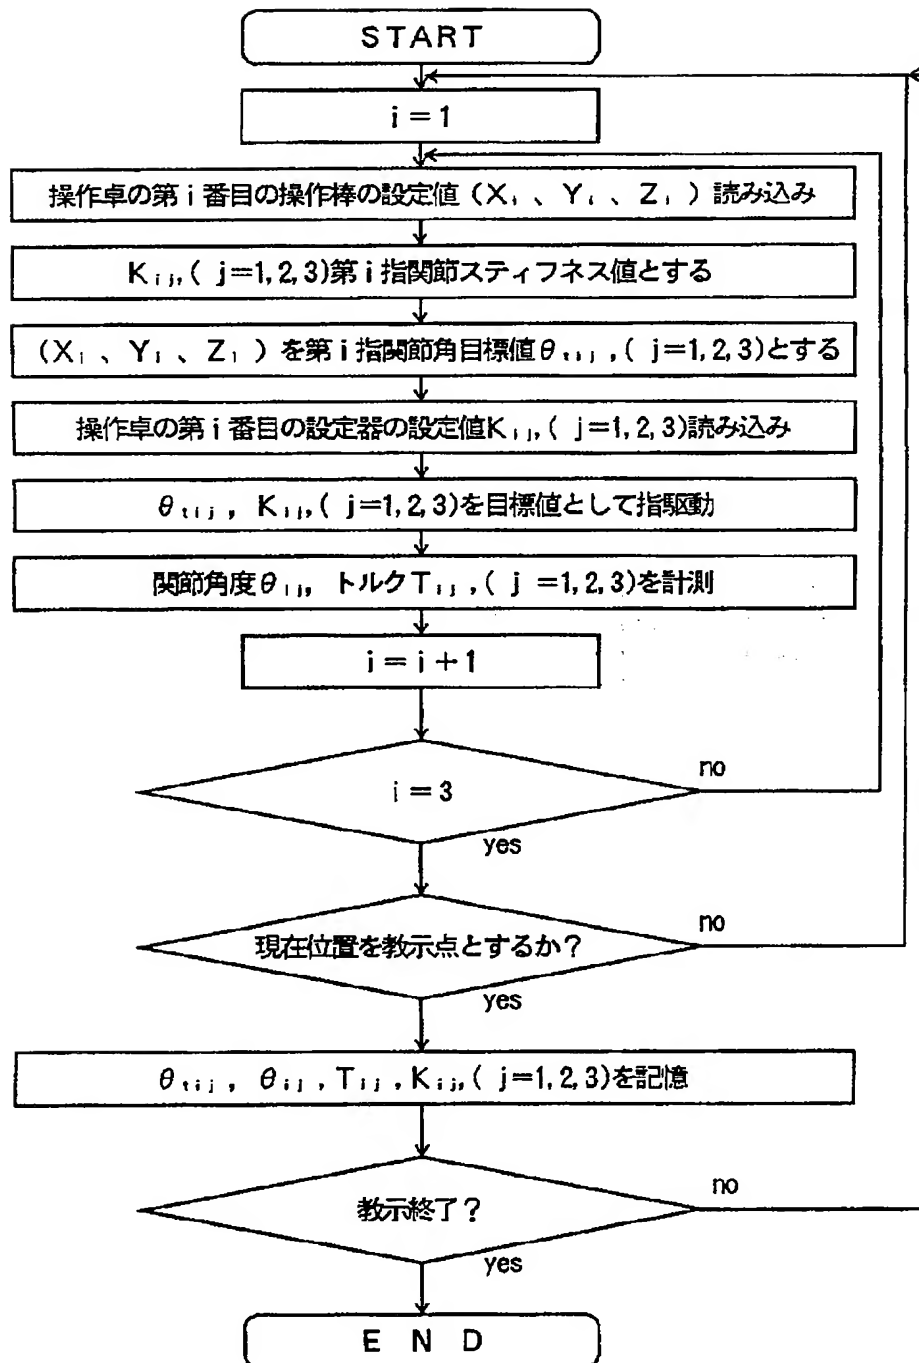 START
i=1
操作卓の第i番目の操作棒の設定値(Xi、Yi、Zi)読み込み
Kij,(j=1,2,3)第i指関節スティフネス値とする
(Xi、Yi、Zi)を第i指関節角目標値θtij,(j=1,2,3)とする
操作卓の第i番目の設定器の設定値Kij,(j=1,2,3)読み込み
θtij, Kij,(j=1,2,3)を目標値として指駆動
関節角度θij, トルクTij,(j=1,2,3)を計測
i=i+1
i=3
no
yes
現在位置を教示点とするか?
no
yes
θtij, θij, Tij, Kij,(j=1,2,3)を記憶
教示終了?
no
yes
END